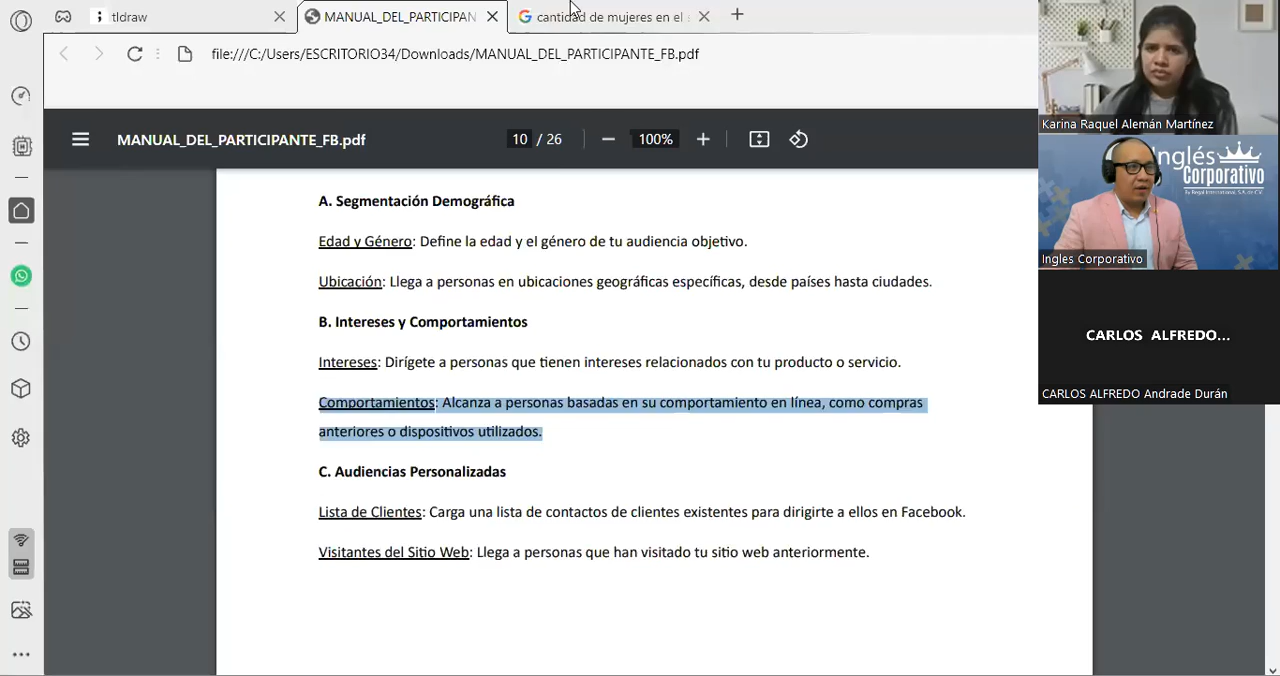 tldraw
MANUAL_DEL_PARTICIPAN
cantidad de mujeres en el s
file:///C:/Users/ESCRITORIO34/Downloads/MANUAL_DEL_PARTICIPANTE_FB.pdf
MANUAL_DEL_PARTICIPANTE_FB.pdf
10 / 26
100%
A. Segmentación Demográfica
Edad y Género: Define la edad y el género de tu audiencia objetivo.
Ubicación: Llega a personas en ubicaciones geográficas específicas, desde países hasta ciudades.
B. Intereses y Comportamientos
Intereses: Dirígete a personas que tienen intereses relacionados con tu producto o servicio.
Comportamientos: Alcanza a personas basadas en su comportamiento en línea, como compras
anteriores o dispositivos utilizados.
C. Audiencias Personalizadas
Lista de Clientes: Carga una lista de contactos de clientes existentes para dirigirte a ellos en Facebook.
Visitantes del Sitio Web: Llega a personas que han visitado tu sitio web anteriormente.
Karina Raquel Alemán Martínez
Inglés
Corporativo
By Regal International, S.A. de C.V.
Ingles Corporativo
CARLOS ALFREDO...
CARLOS ALFREDO Andrade Durán